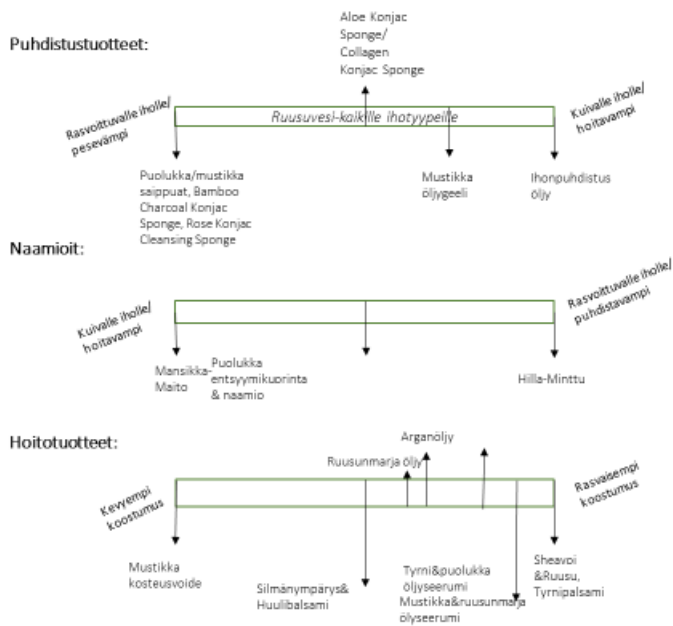 Puhdistustuotteet:
Aloe Konjac
Sponge/
Collagen
Konjac Sponge
Rasvoittuvalle iholle/
pesevämpi
Ruusuvesi-kaikille ihotyypeille
Kuivalle iholle/
hoitavampi
Puolukka/mustikka
saippuat, Bamboo
Charcoal Konjac
Sponge, Rose Konjac
Cleansing Sponge
Mustikka
öljygeeli
Ihonpuhdistus
öljy
Naamioit:
Kuivalle iholle/
hoitavampi
Rasvoittuvalle iholle/
puhdistavampi
Mansikka-
Maito
Puolukka
entsyymikuorinta
& naamio
Hilla-Minttu
Hoitotuotteet:
Arganöljy
Ruusunmarja öljy
Kevyempi
koostumus
Rasvaisempi
koostumus
Mustikka
kosteusvoide
Silmänympärys&
Huulibalsami
Tyrni&puolukka
öljyseerumi
Mustikka&ruusunmarja
ölyseerumi
Sheavoi
&Ruusu,
Tyrnipalsami